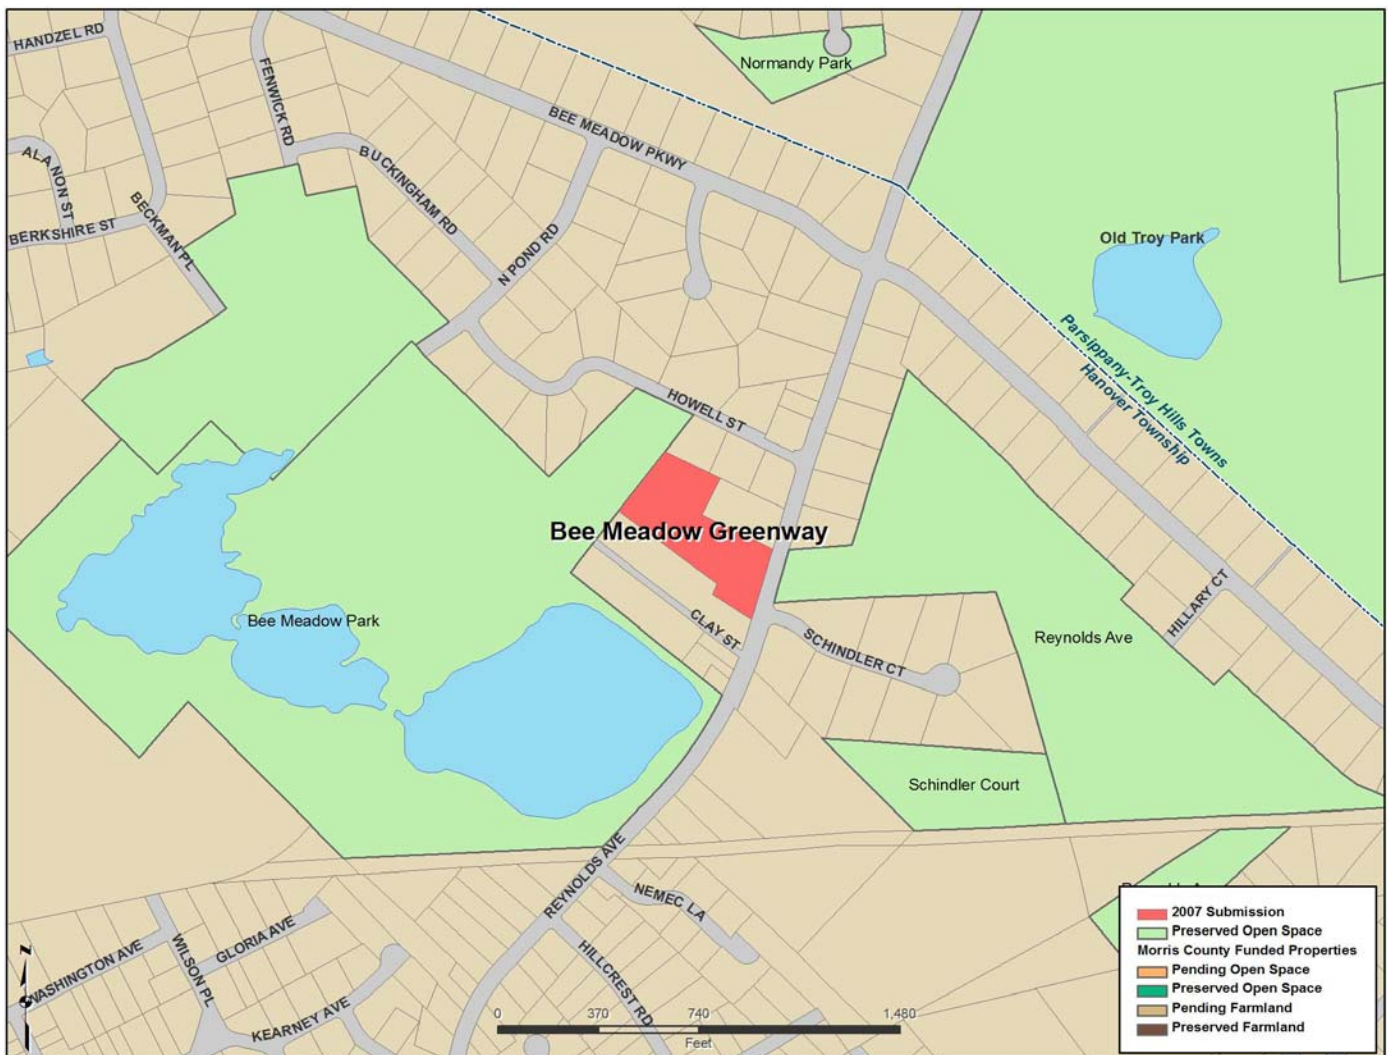 HANDZEL RD
FENWICK RD
Normandy Park
BEE MEADOW PKWY
ALA NON ST
BUCKINGHAM RD
BECKMAN PL
BERKSHIRE ST
N POND RD
Old Troy Park
Parsippany-Troy Hills Towns
Hanover Township
HOWELL ST
Bee Meadow Greenway
HILLARY CT
Bee Meadow Park
CLAY ST
SCHINDLER CT
Reynolds Ave
Schindler Court
REYNOLDS AVE
NEMEC LA
GLORIA AVE
WILSON PL
WASHINGTON AVE
HILLCREST RD
KEARNEY AVE
N
0 370 740 1,480
Feet
2007 Submission
Preserved Open Space
Morris County Funded Properties
Pending Open Space
Preserved Open Space
Pending Farmland
Preserved Farmland